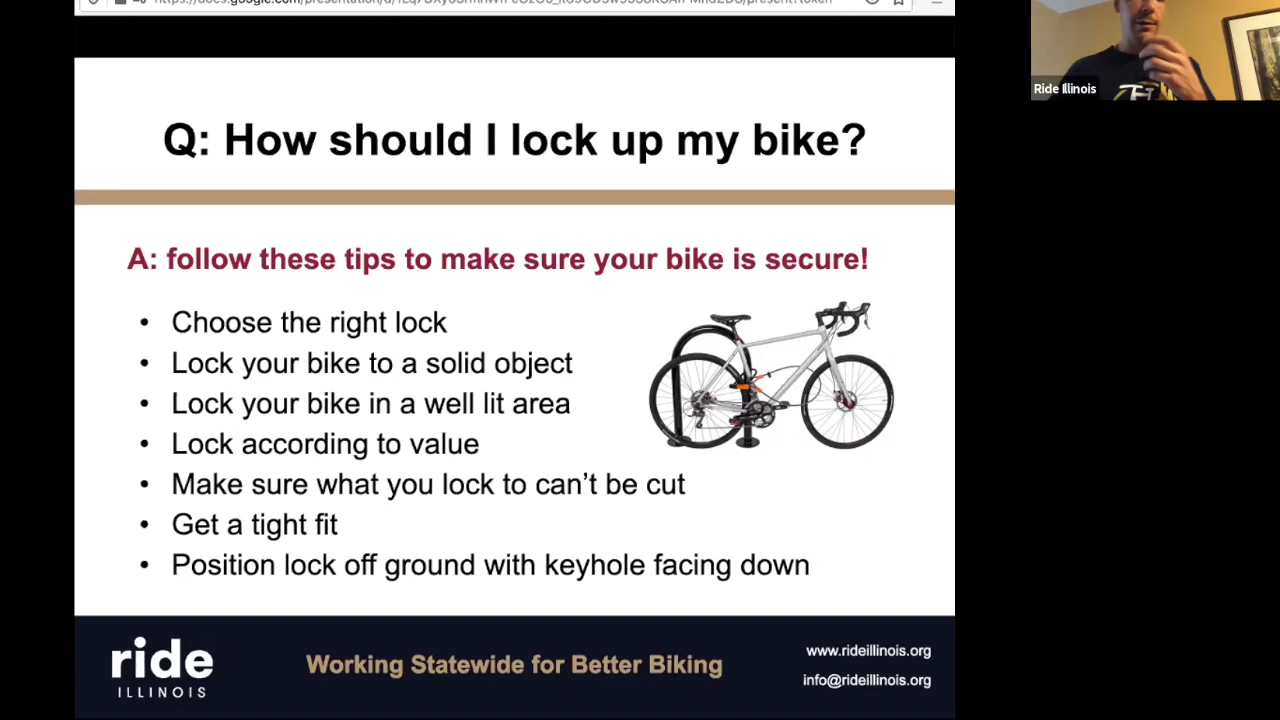 Q: How should I lock up my bike?
A: follow these tips to make sure your bike is secure!
• Choose the right lock
• Lock your bike to a solid object
• Lock your bike in a well lit area
• Lock according to value
• Make sure what you lock to can't be cut
• Get a tight fit
• Position lock off ground with keyhole facing down
ride
ILLINOIS
Working Statewide for Better Biking
www.rideillinois.org
info@rideillinois.org
Ride Illinois